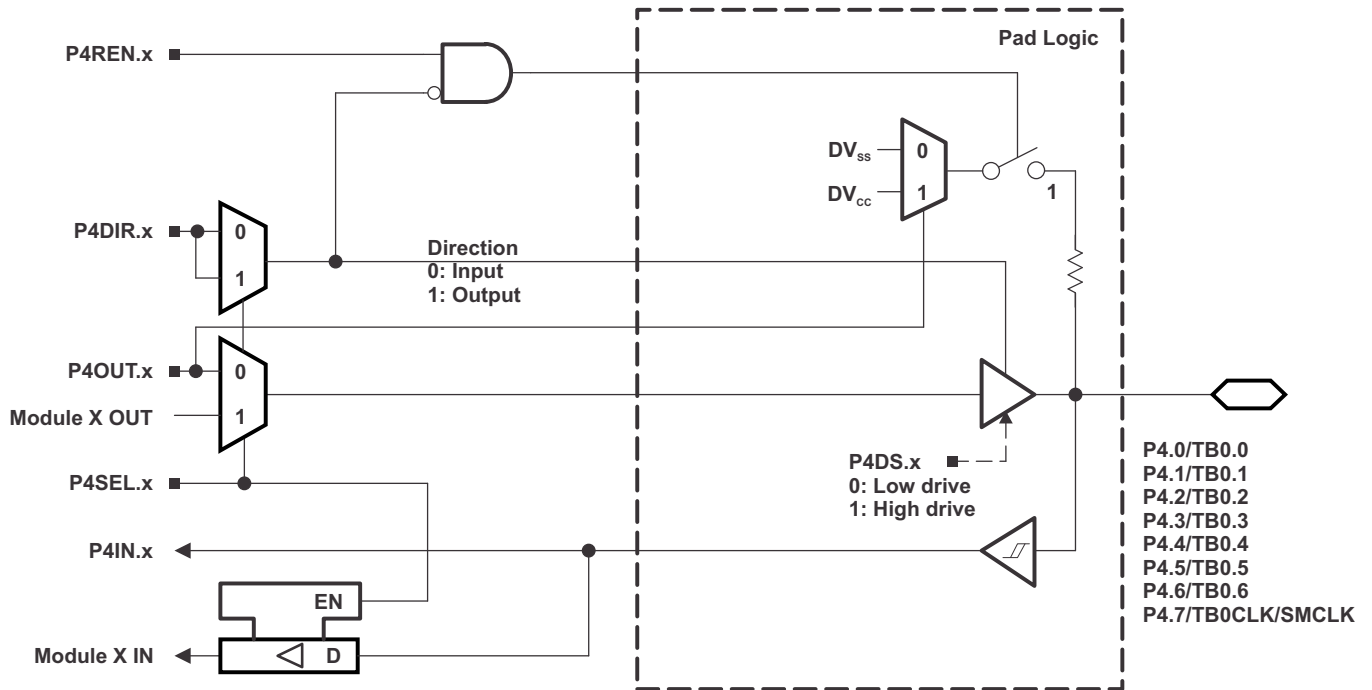 Pad Logic
P4REN.x
DVSS
0
DVCC
1
1
P4DIR.x
0
1
Direction
0: Input
1: Output
P4OUT.x
0
Module X OUT
1
P4SEL.x
P4DS.x
0: Low drive
1: High drive
P4.0/TB0.0
P4.1/TB0.1
P4.2/TB0.2
P4.3/TB0.3
P4.4/TB0.4
P4.5/TB0.5
P4.6/TB0.6
P4.7/TB0CLK/SMCLK
P4IN.x
EN
Module X IN
D